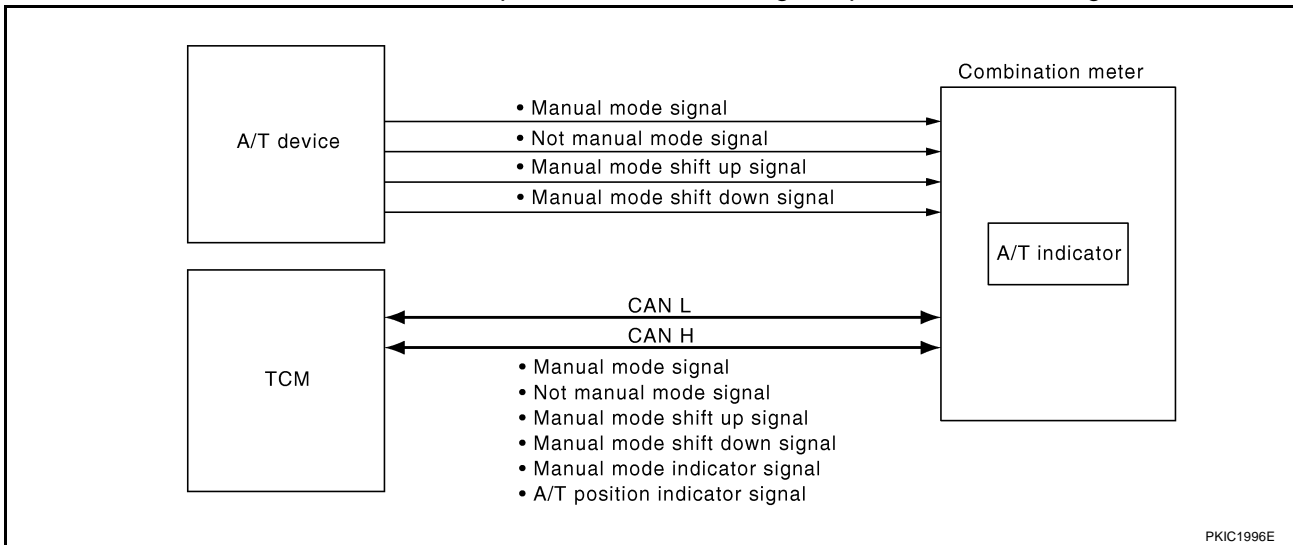 Combination meter
A/T device
• Manual mode signal
• Not manual mode signal
• Manual mode shift up signal
• Manual mode shift down signal
A/T indicator
TCM
CAN L
CAN H
• Manual mode signal
• Not manual mode signal
• Manual mode shift up signal
• Manual mode shift down signal
• Manual mode indicator signal
• A/T position indicator signal
PKIC1996E